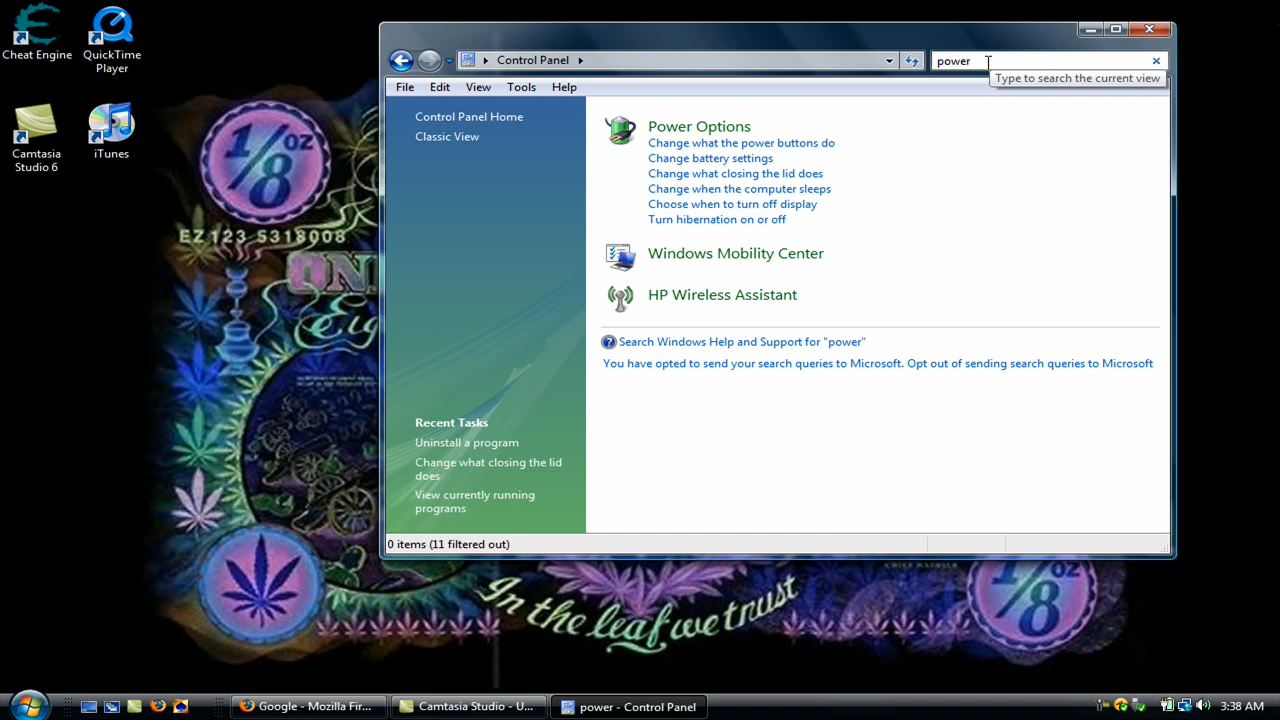 Cheat Engine
QuickTime
Player
Camtasia
Studio 6
iTunes
1/8 OZ
EZ 123 5318008
In the leaf we trust
1/8
OZ
Control Panel
power
Type to search the current view
File Edit View Tools Help
Control Panel Home
Classic View
Recent Tasks
Uninstall a program
Change what closing the lid
does
View currently running
programs
Power Options
Change what the power buttons do
Change battery settings
Change what closing the lid does
Change when the computer sleeps
Choose when to turn off display
Turn hibernation on or off
Windows Mobility Center
HP Wireless Assistant
Search Windows Help and Support for "power"
You have opted to send your search queries to Microsoft. Opt out of sending search queries to Microsoft
0 items (11 filtered out)
Google - Mozilla Fir...
Camtasia Studio - U...
power - Control Panel
3:38 AM